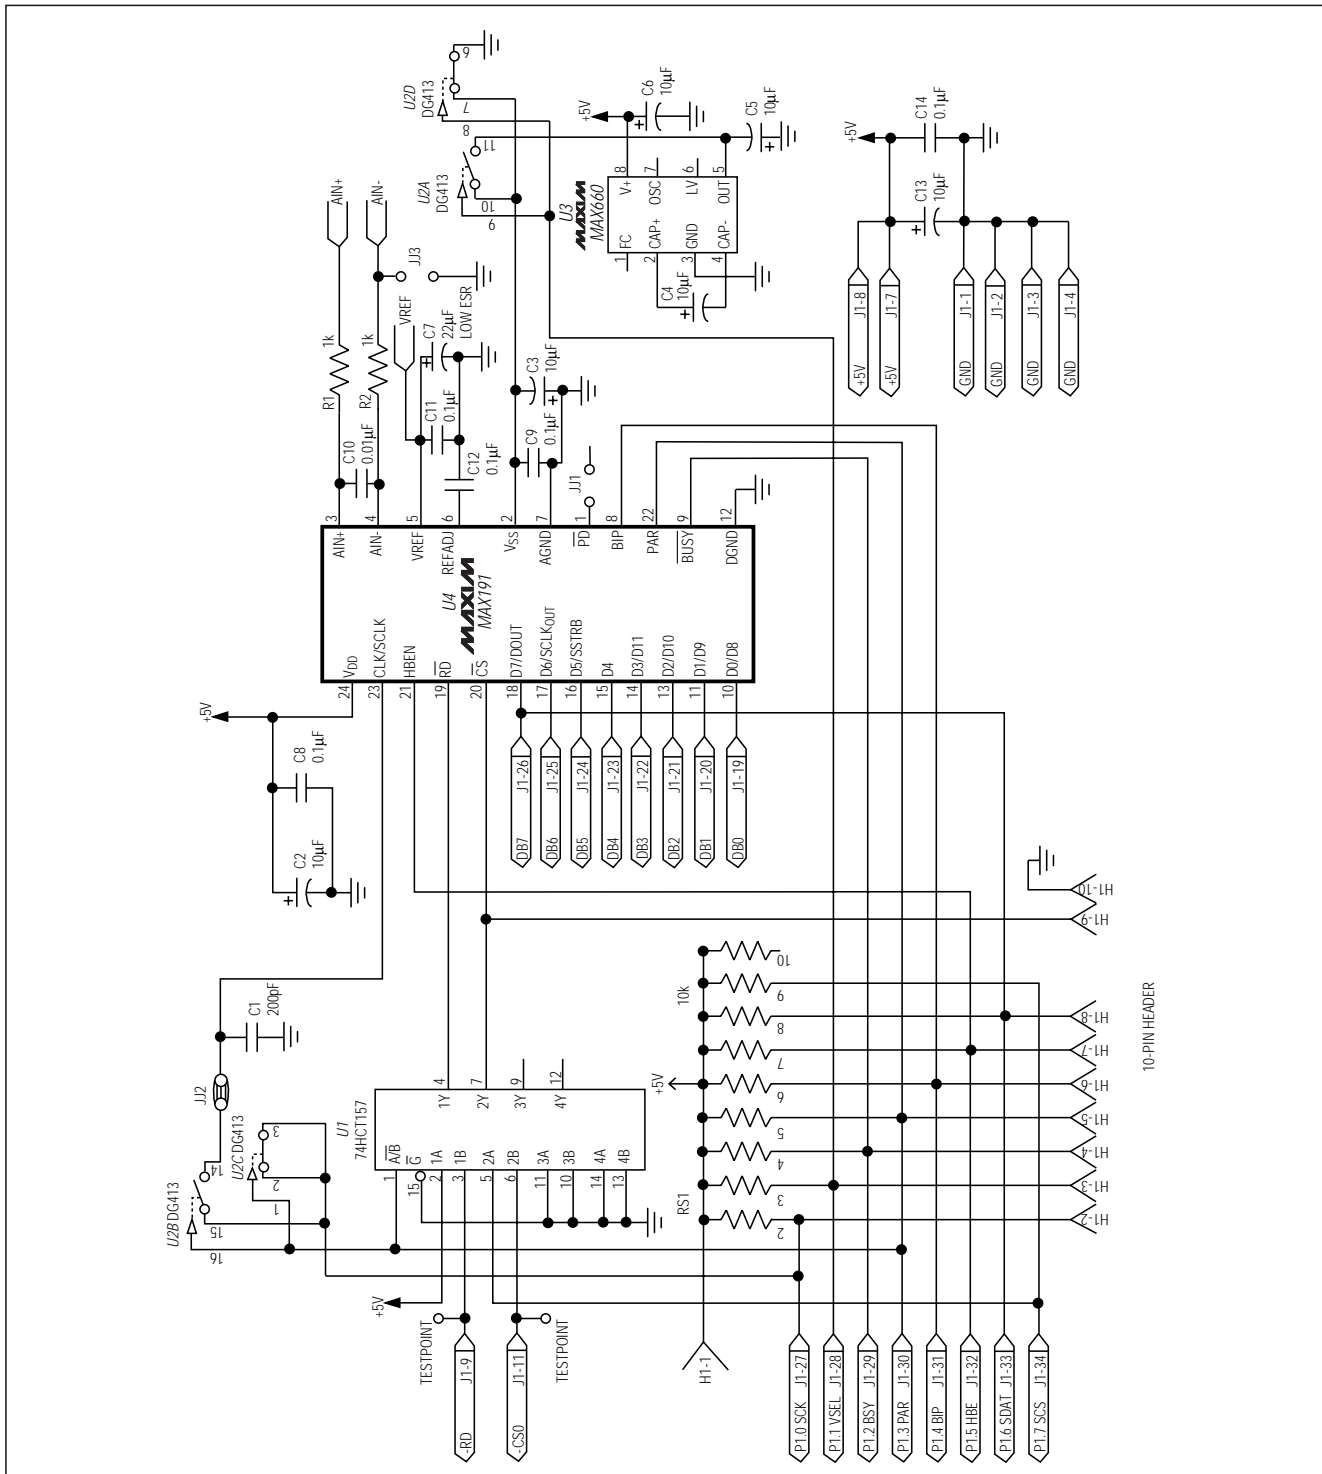 U2D
DG413
6
7
8
U2A
DG413
11
10
9
+5V
C6
10µF
C5
10µF
U3
MAXIM
MAX660
8
V+
7
OSC
6
LV
5
OUT
1
FC
2
CAP+
3
GND
4
CAP-
C4
10µF
+5V
C14
0.1µF
C13
10µF
+5V J1-8
+5V J1-7
GND J1-1
GND J1-2
GND J1-3
GND J1-4
AIN+
AIN-
R1
1k
R2
1k
JJ3
VREF
C7
22µF
LOW ESR
C10
0.01µF
C11
0.1µF
C12
0.1µF
C3
10µF
C9
0.1µF
JJ1
3
AIN+
4
AIN-
5
VREF
6
REFADJ
2
VSS
7
AGND
1
PD
8
BIP
22
PAR
9
BUSY
12
DGND
U4
MAXIM
MAX191
24
VDD
23
CLK/SCLK
21
HBEN
19
RD
20
CS
18
D7/DOUT
17
D6/SCLKOUT
16
D5/SSTRB
15
D4
14
D3/D11
13
D2/D10
11
D1/D9
10
D0/D8
+5V
C8
0.1µF
C2
10µF
DB7 J1-26
DB6 J1-25
DB5 J1-24
DB4 J1-23
DB3 J1-22
DB2 J1-21
DB1 J1-20
DB0 J1-19
C1
200pF
JJ2
U2C DG413
3
2
1
U2B DG413
14
15
16
U1
74HCT157
4
1Y
7
2Y
9
3Y
12
4Y
1
A/B
15
G
2
1A
3
1B
5
2A
6
2B
11
3A
10
3B
14
4A
13
4B
+5V
TESTPOINT
TESTPOINT
-RD J1-9
-CS0 J1-11
10k
+5V
RS1
10
9
8
7
6
5
4
3
2
H1-1
H1-10
H1-9
H1-8
H1-7
H1-6
H1-5
H1-4
H1-3
H1-2
10-PIN HEADER
P1.0 SCK J1-27
P1.1 VSEL J1-28
P1.2 BSY J1-29
P1.3 PAR J1-30
P1.4 BIP J1-31
P1.5 HBE J1-32
P1.6 SDAT J1-33
P1.7 SCS J1-34